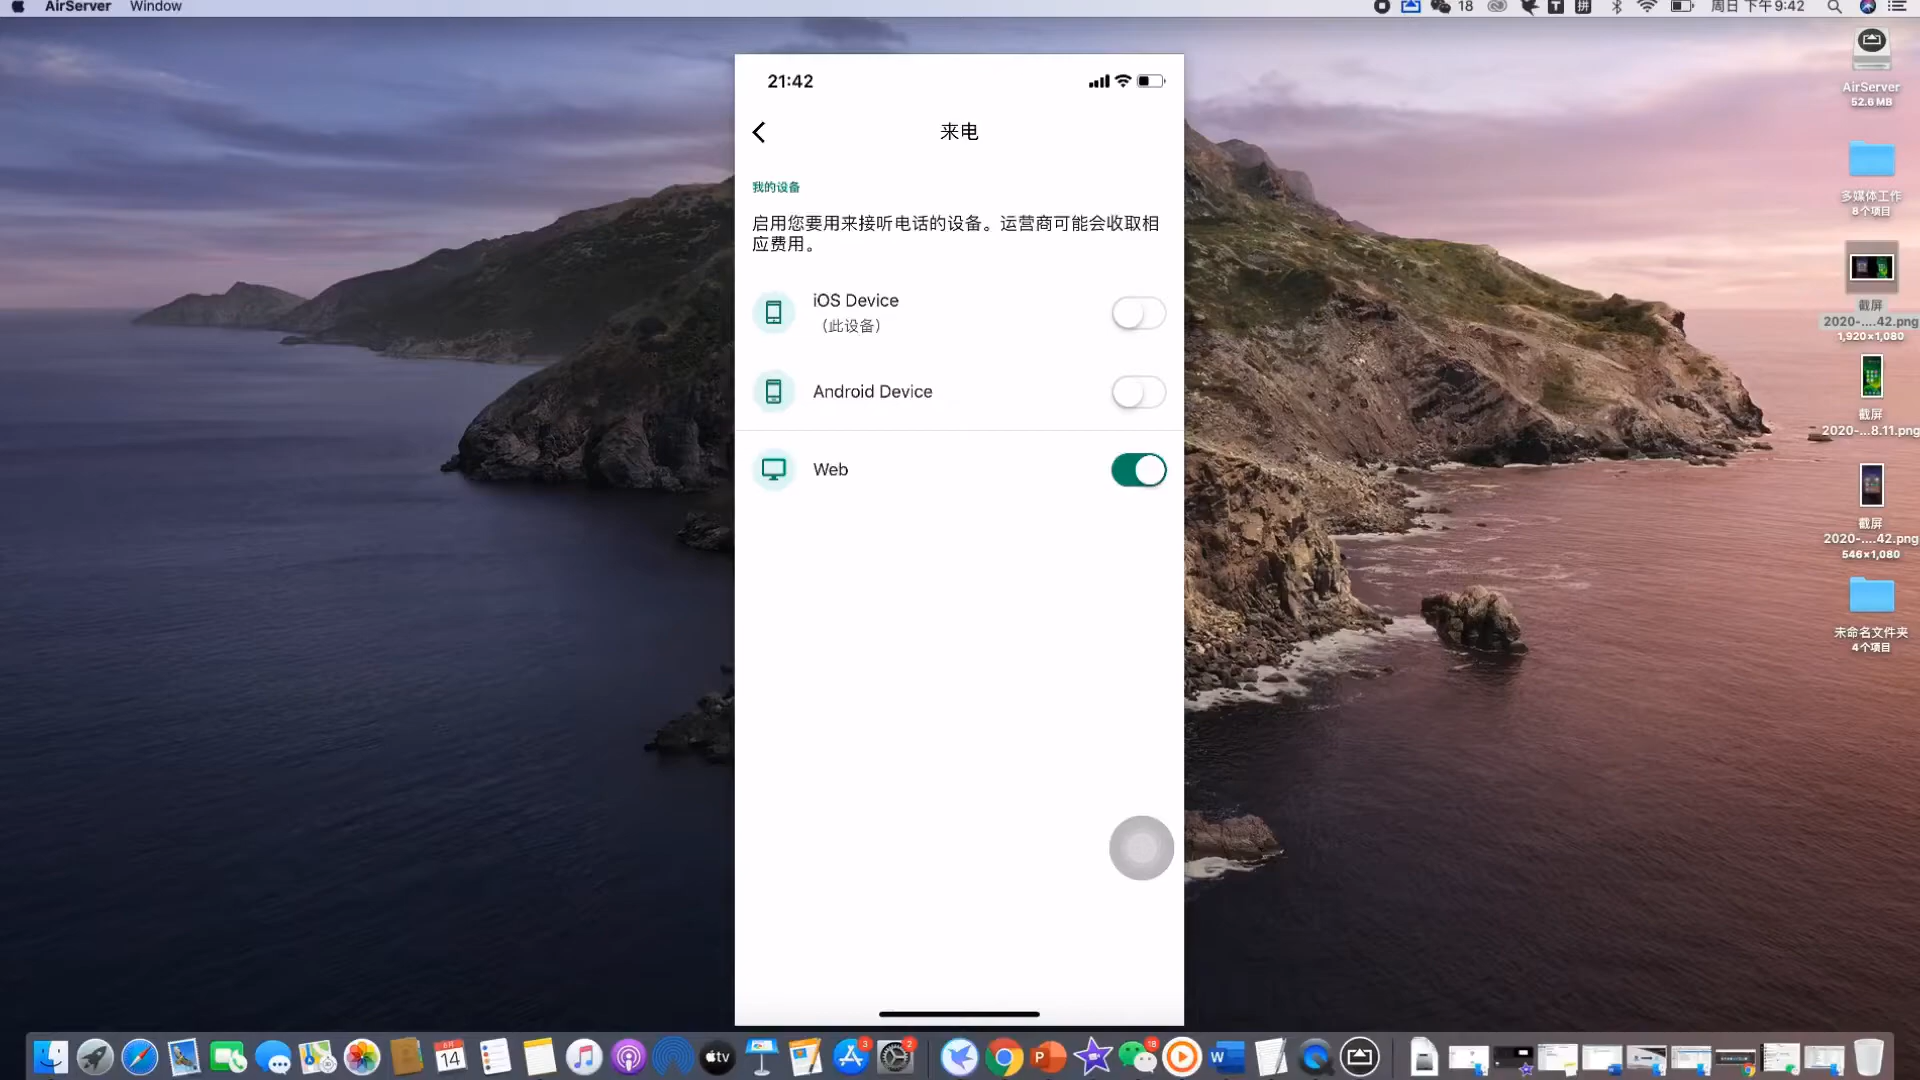 AirServer Window
18
周日 下午9:42
21:42
来电
我的设备
启用您要用来接听电话的设备。运营商可能会收取相
应费用。
iOS Device
（此设备）
Android Device
Web
AirServer
52.6 MB
多媒体工作
8个项目
截屏
2020-....42.png
1,920×1,080
截屏
2020-...8.11.png
截屏
2020-....42.png
546×1,080
未命名文件夹
4个项目
14
tv
3
2
P
18
W